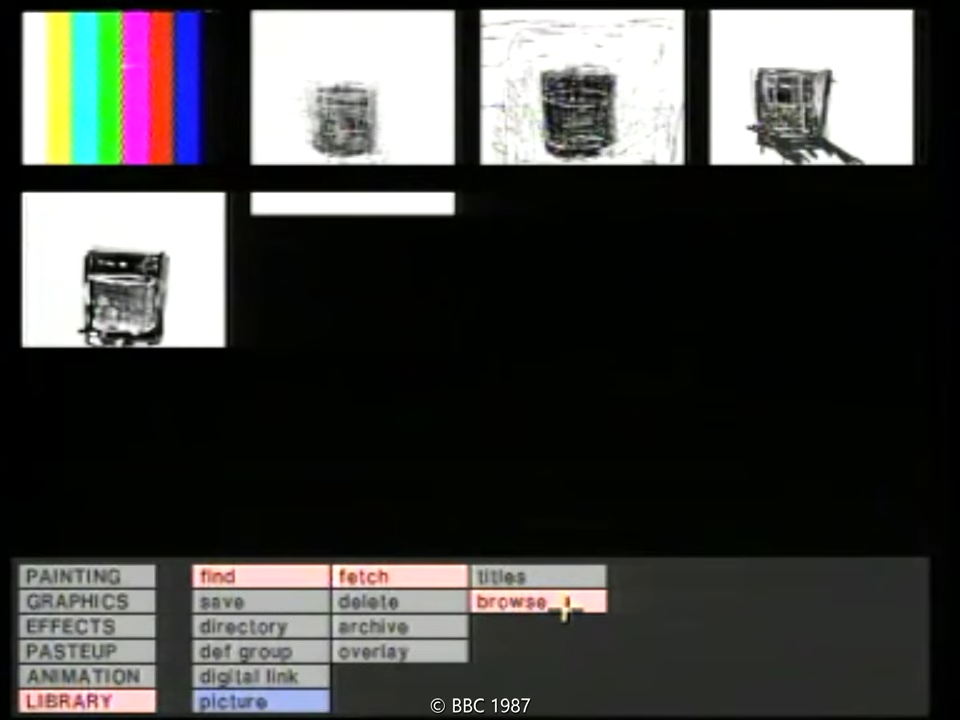 PAINTING find fetch titles
GRAPHICS save delete browse
EFFECTS directory archive
PASTEUP def group overlay
ANIMATION digital link
LIBRARY picture
© BBC 1987